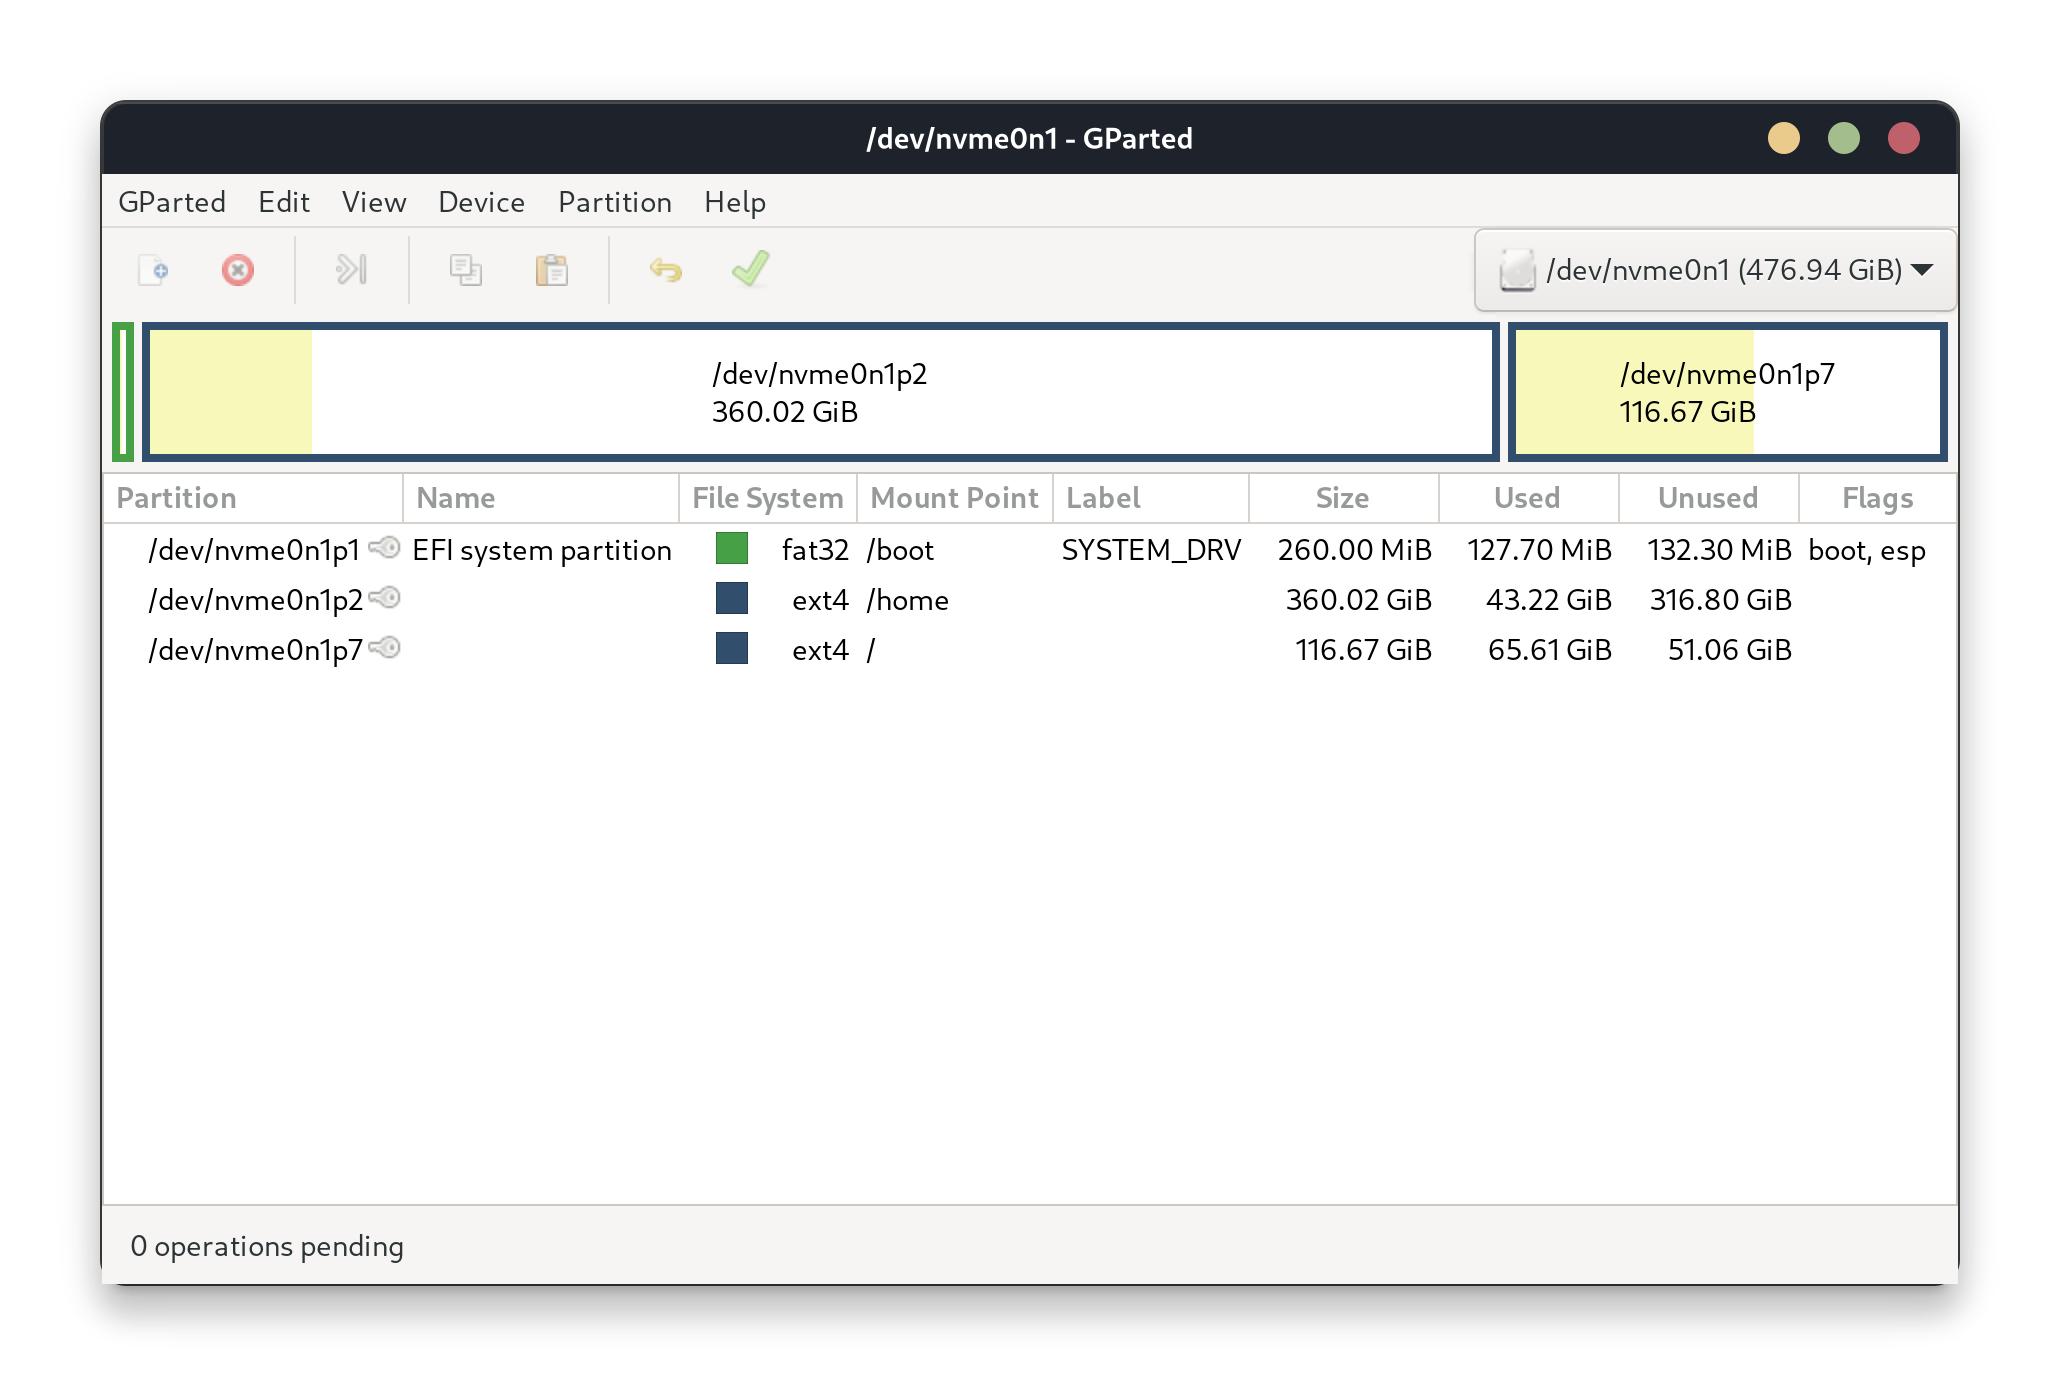 /dev/nvme0n1 - GParted
GParted Edit View Device Partition Help
/dev/nvme0n1 (476.94 GiB)
/dev/nvme0n1p2
360.02 GiB
/dev/nvme0n1p7
116.67 GiB
Partition Name File System Mount Point Label Size Used Unused Flags
/dev/nvme0n1p1 EFI system partition fat32 /boot SYSTEM_DRV 260.00 MiB 127.70 MiB 132.30 MiB boot, esp
/dev/nvme0n1p2 ext4 /home 360.02 GiB 43.22 GiB 316.80 GiB
/dev/nvme0n1p7 ext4 / 116.67 GiB 65.61 GiB 51.06 GiB
0 operations pending